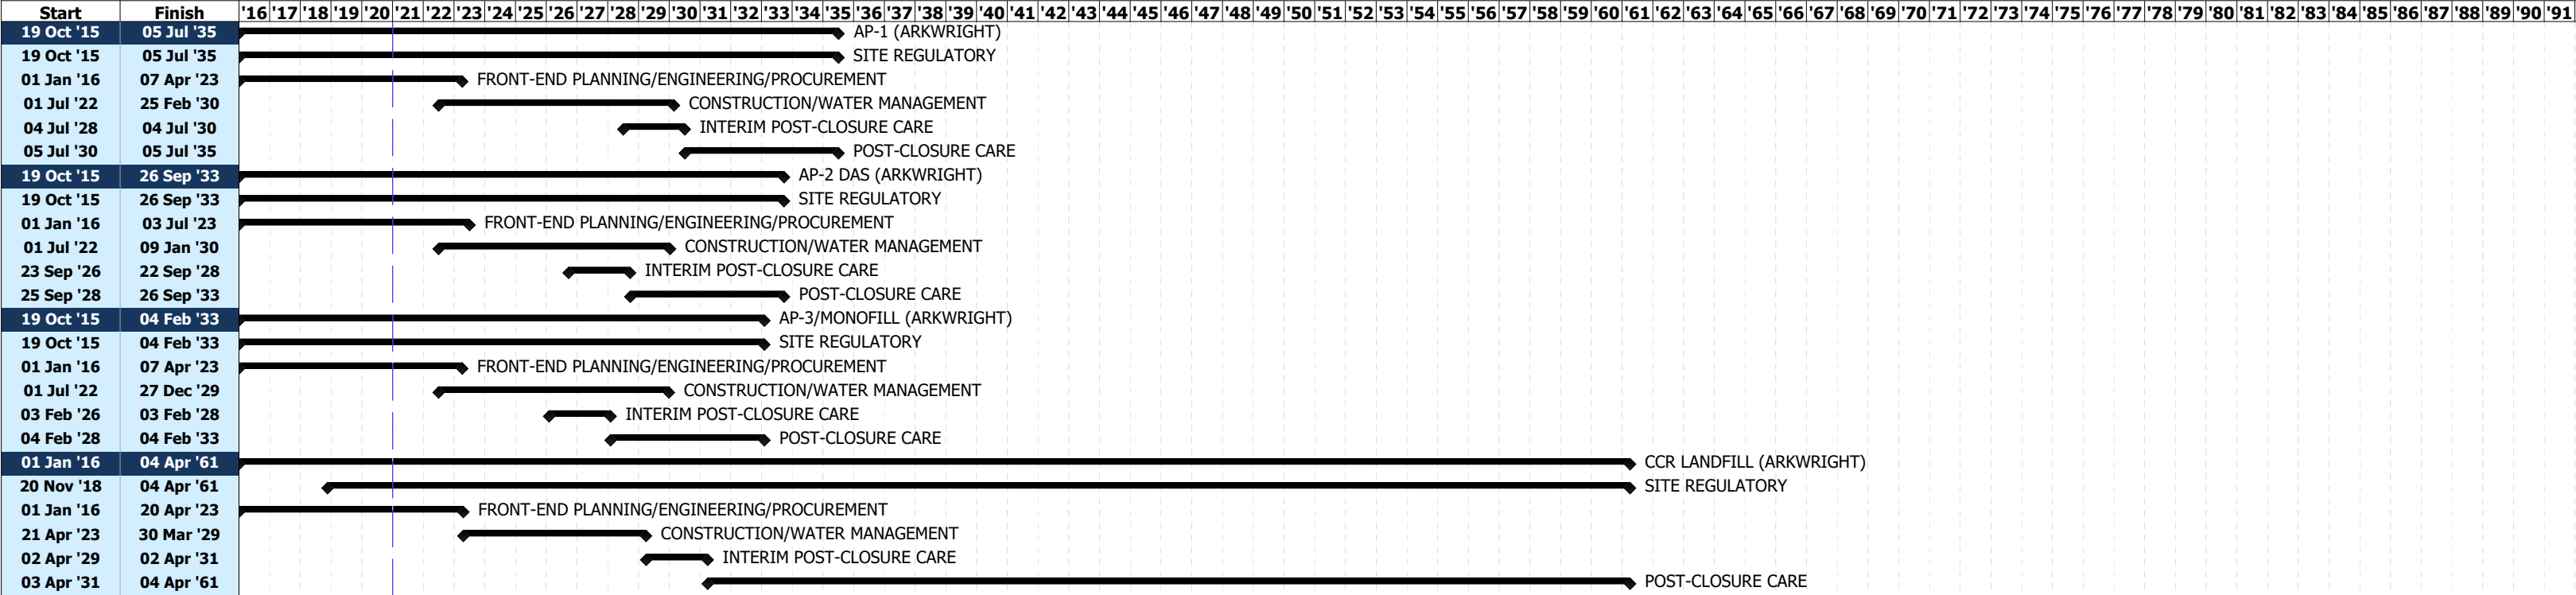 Start Finish '16 '17 '18 '19 '20 '21 '22 '23 '24 '25 '26 '27 '28 '29 '30 '31 '32 '33 '34 '35 '36 '37 '38 '39 '40 '41 '42 '43 '44 '45 '46 '47 '48 '49 '50 '51 '52 '53 '54 '55 '56 '57 '58 '59 '60 '61 '62 '63 '64 '65 '66 '67 '68 '69 '70 '71 '72 '73 '74 '75 '76 '77 '78 '79 '80 '81 '82 '83 '84 '85 '86 '87 '88 '89 '90 '91
19 Oct '15 05 Jul '35 AP-1 (ARKWRIGHT)
19 Oct '15 05 Jul '35 SITE REGULATORY
01 Jan '16 07 Apr '23 FRONT-END PLANNING/ENGINEERING/PROCUREMENT
01 Jul '22 25 Feb '30 CONSTRUCTION/WATER MANAGEMENT
04 Jul '28 04 Jul '30 INTERIM POST-CLOSURE CARE
05 Jul '30 05 Jul '35 POST-CLOSURE CARE
19 Oct '15 26 Sep '33 AP-2 DAS (ARKWRIGHT)
19 Oct '15 26 Sep '33 SITE REGULATORY
01 Jan '16 03 Jul '23 FRONT-END PLANNING/ENGINEERING/PROCUREMENT
01 Jul '22 09 Jan '30 CONSTRUCTION/WATER MANAGEMENT
23 Sep '26 22 Sep '28 INTERIM POST-CLOSURE CARE
25 Sep '28 26 Sep '33 POST-CLOSURE CARE
19 Oct '15 04 Feb '33 AP-3/MONOFILL (ARKWRIGHT)
19 Oct '15 04 Feb '33 SITE REGULATORY
01 Jan '16 07 Apr '23 FRONT-END PLANNING/ENGINEERING/PROCUREMENT
01 Jul '22 27 Dec '29 CONSTRUCTION/WATER MANAGEMENT
03 Feb '26 03 Feb '28 INTERIM POST-CLOSURE CARE
04 Feb '28 04 Feb '33 POST-CLOSURE CARE
01 Jan '16 04 Apr '61 CCR LANDFILL (ARKWRIGHT)
20 Nov '18 04 Apr '61 SITE REGULATORY
01 Jan '16 20 Apr '23 FRONT-END PLANNING/ENGINEERING/PROCUREMENT
21 Apr '23 30 Mar '29 CONSTRUCTION/WATER MANAGEMENT
02 Apr '29 02 Apr '31 INTERIM POST-CLOSURE CARE
03 Apr '31 04 Apr '61 POST-CLOSURE CARE